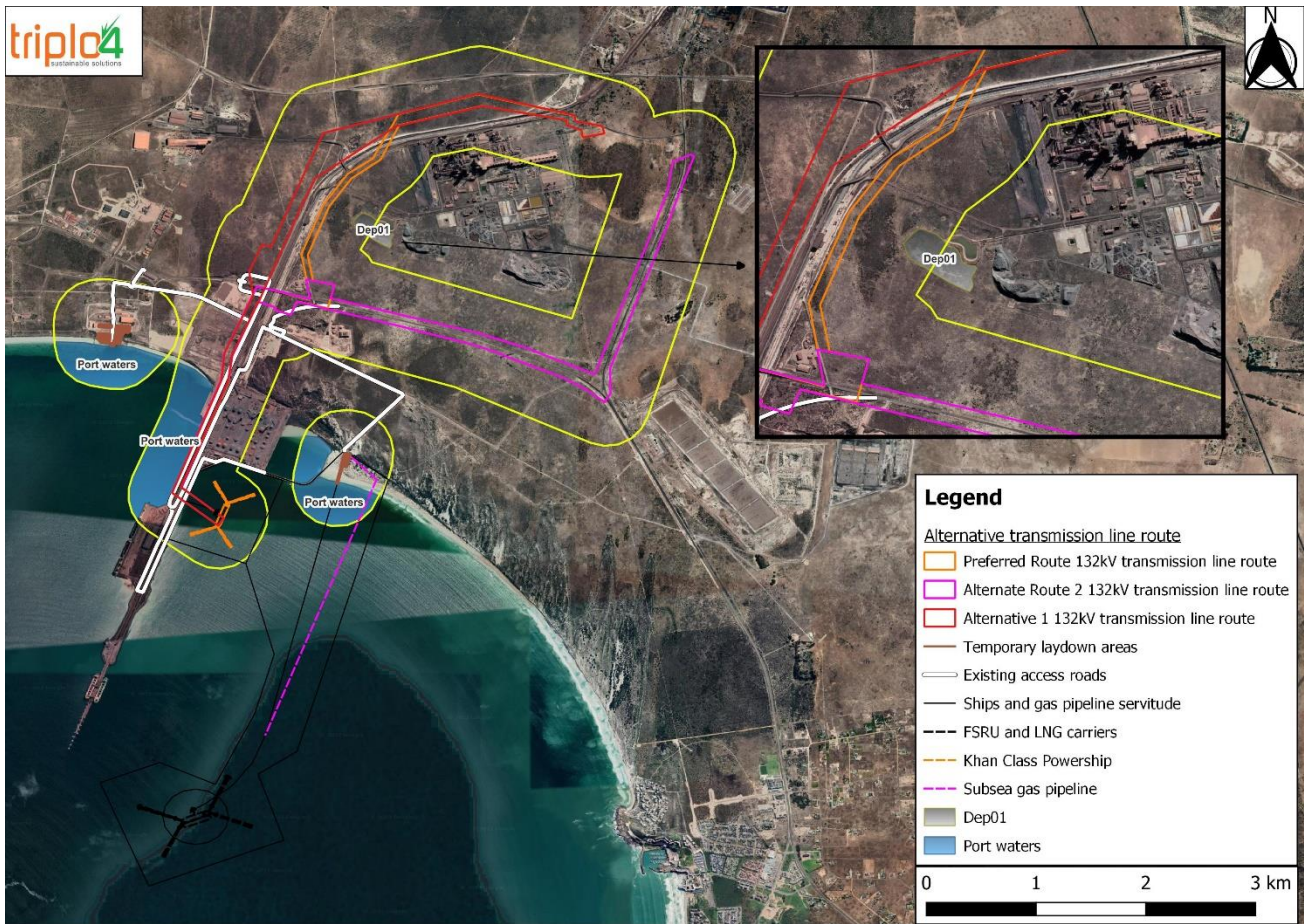 triplo4
sustainable solutions
N
Dep01
Dep01
Port waters
Port waters
Port waters
Legend
Alternative transmission line route
Preferred Route 132kV transmission line route
Alternate Route 2 132kV transmission line route
Alternative 1 132kV transmission line route
Temporary laydown areas
Existing access roads
Ships and gas pipeline servitude
FSRU and LNG carriers
Khan Class Powership
Subsea gas pipeline
Dep01
Port waters
0 1 2 3 km